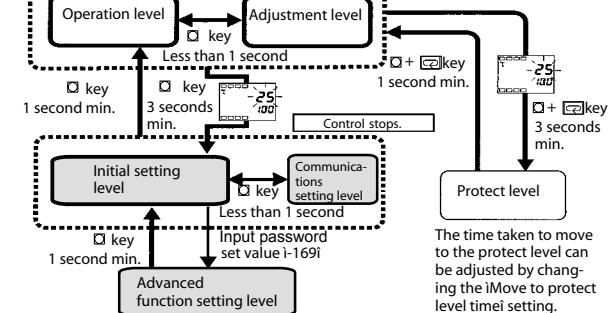 Operation level
Adjustment level
key
Less than 1 second
key
1 second min.
key
3 seconds
min.
25
100
Control stops.
+ key
1 second min.
25
100
+ key
3 seconds
min.
Initial setting
level
key
Less than 1 second
Communica-
tions
setting level
Protect level
key
1 second min.
Input password
set value ì-169î
Advanced
function setting level
The time taken to move
to the protect level can
be adjusted by chang-
ing the ìMove to protect
level timeî setting.